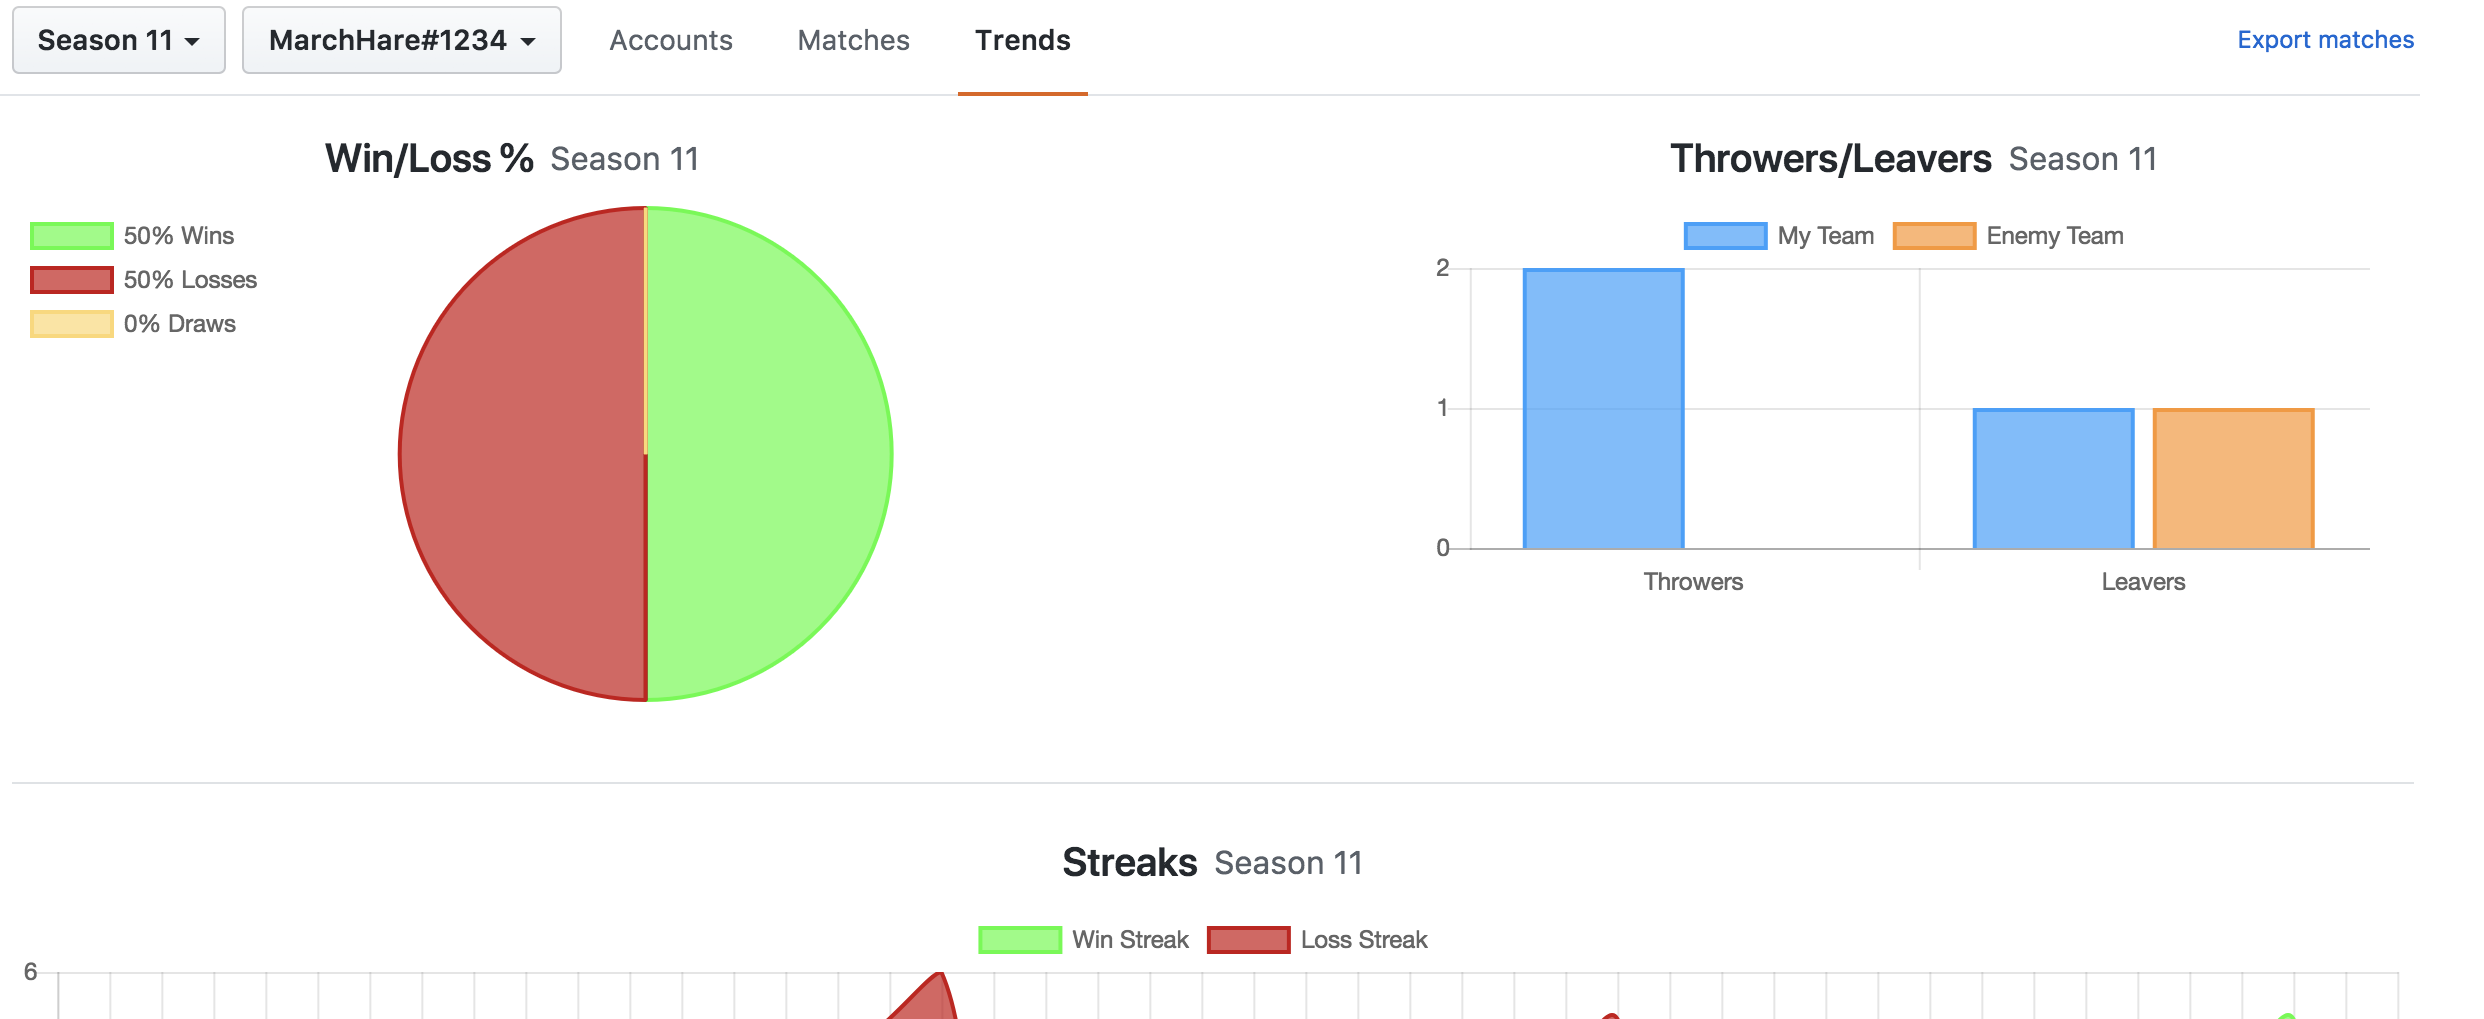 Season 11 MarchHare#1234 Accounts Matches Trends Export matches
Win/Loss % Season 11
50% Wins
50% Losses
0% Draws
Throwers/Leavers Season 11
My Team Enemy Team
2
1
0
Throwers Leavers
Streaks Season 11
Win Streak Loss Streak
6